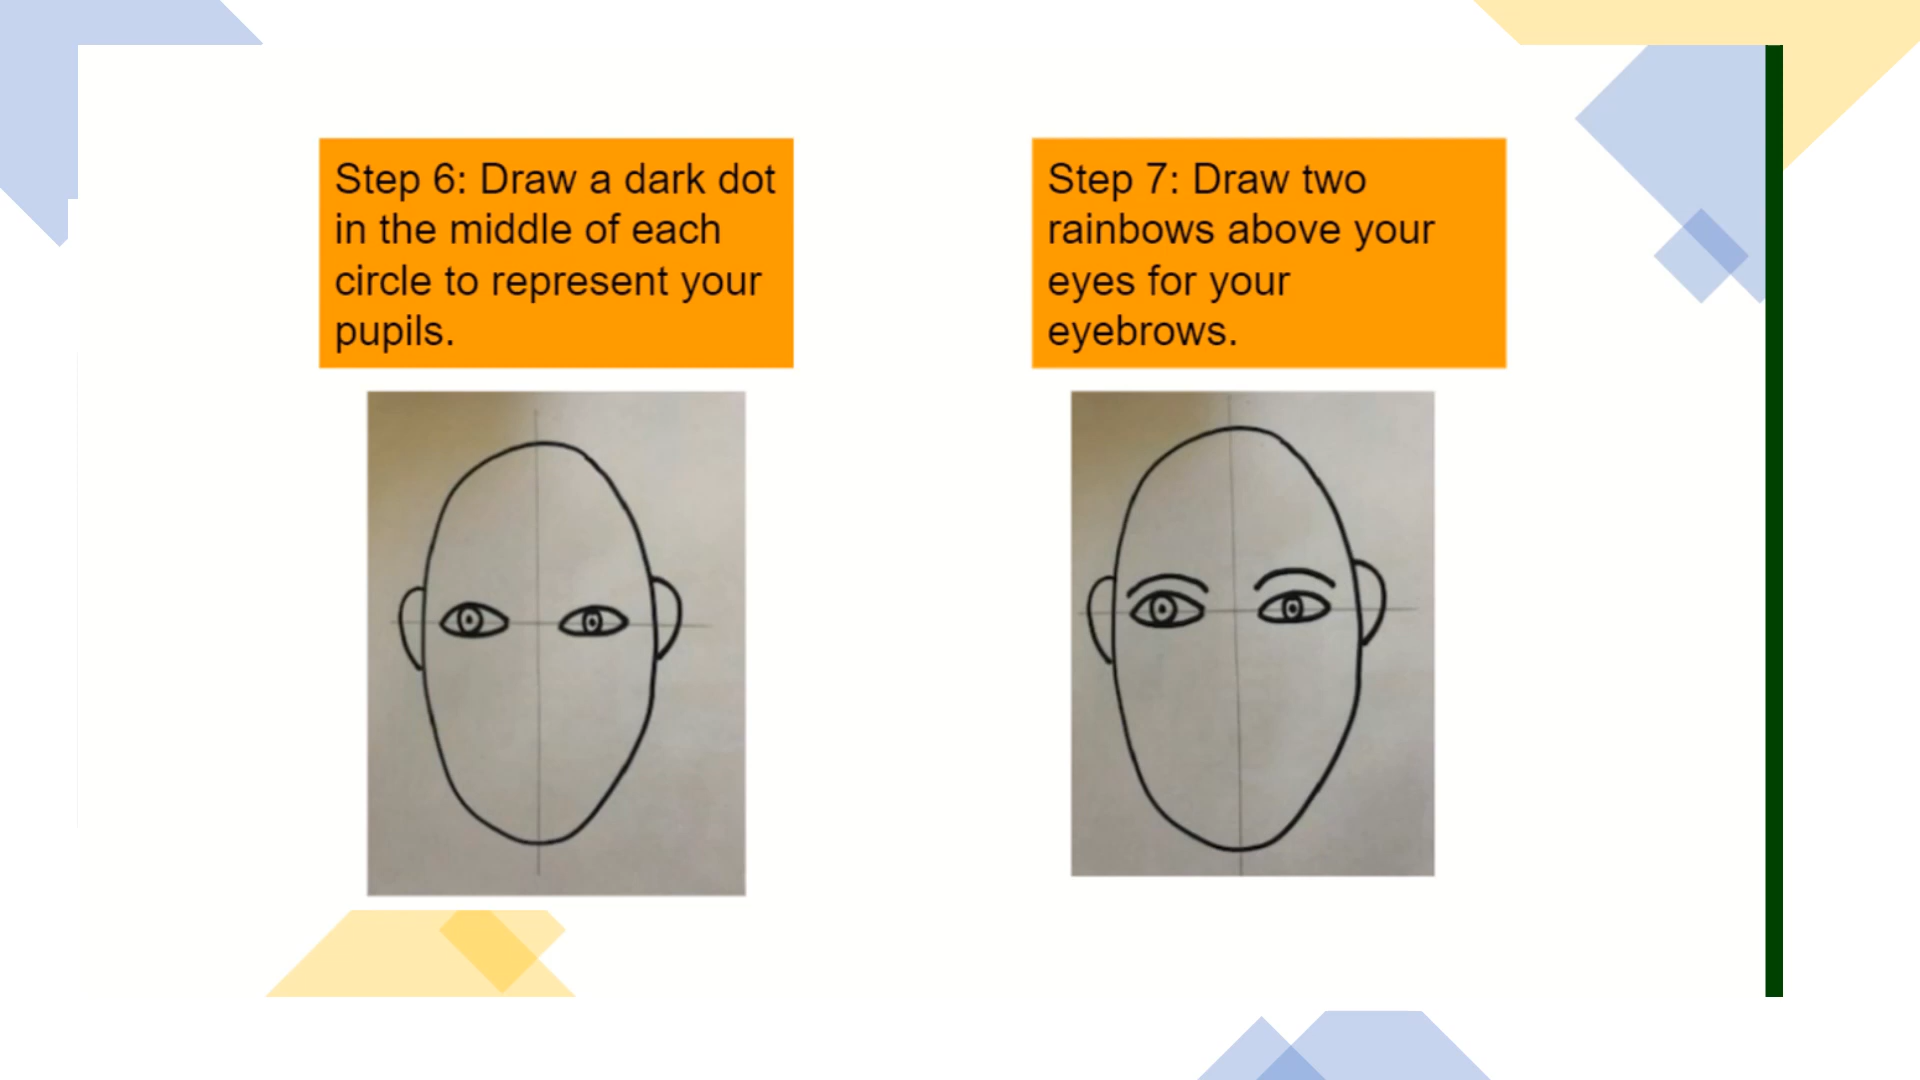 Step 6: Draw a dark dot
in the middle of each
circle to represent your
pupils.
Step 7: Draw two
rainbows above your
eyes for your
eyebrows.